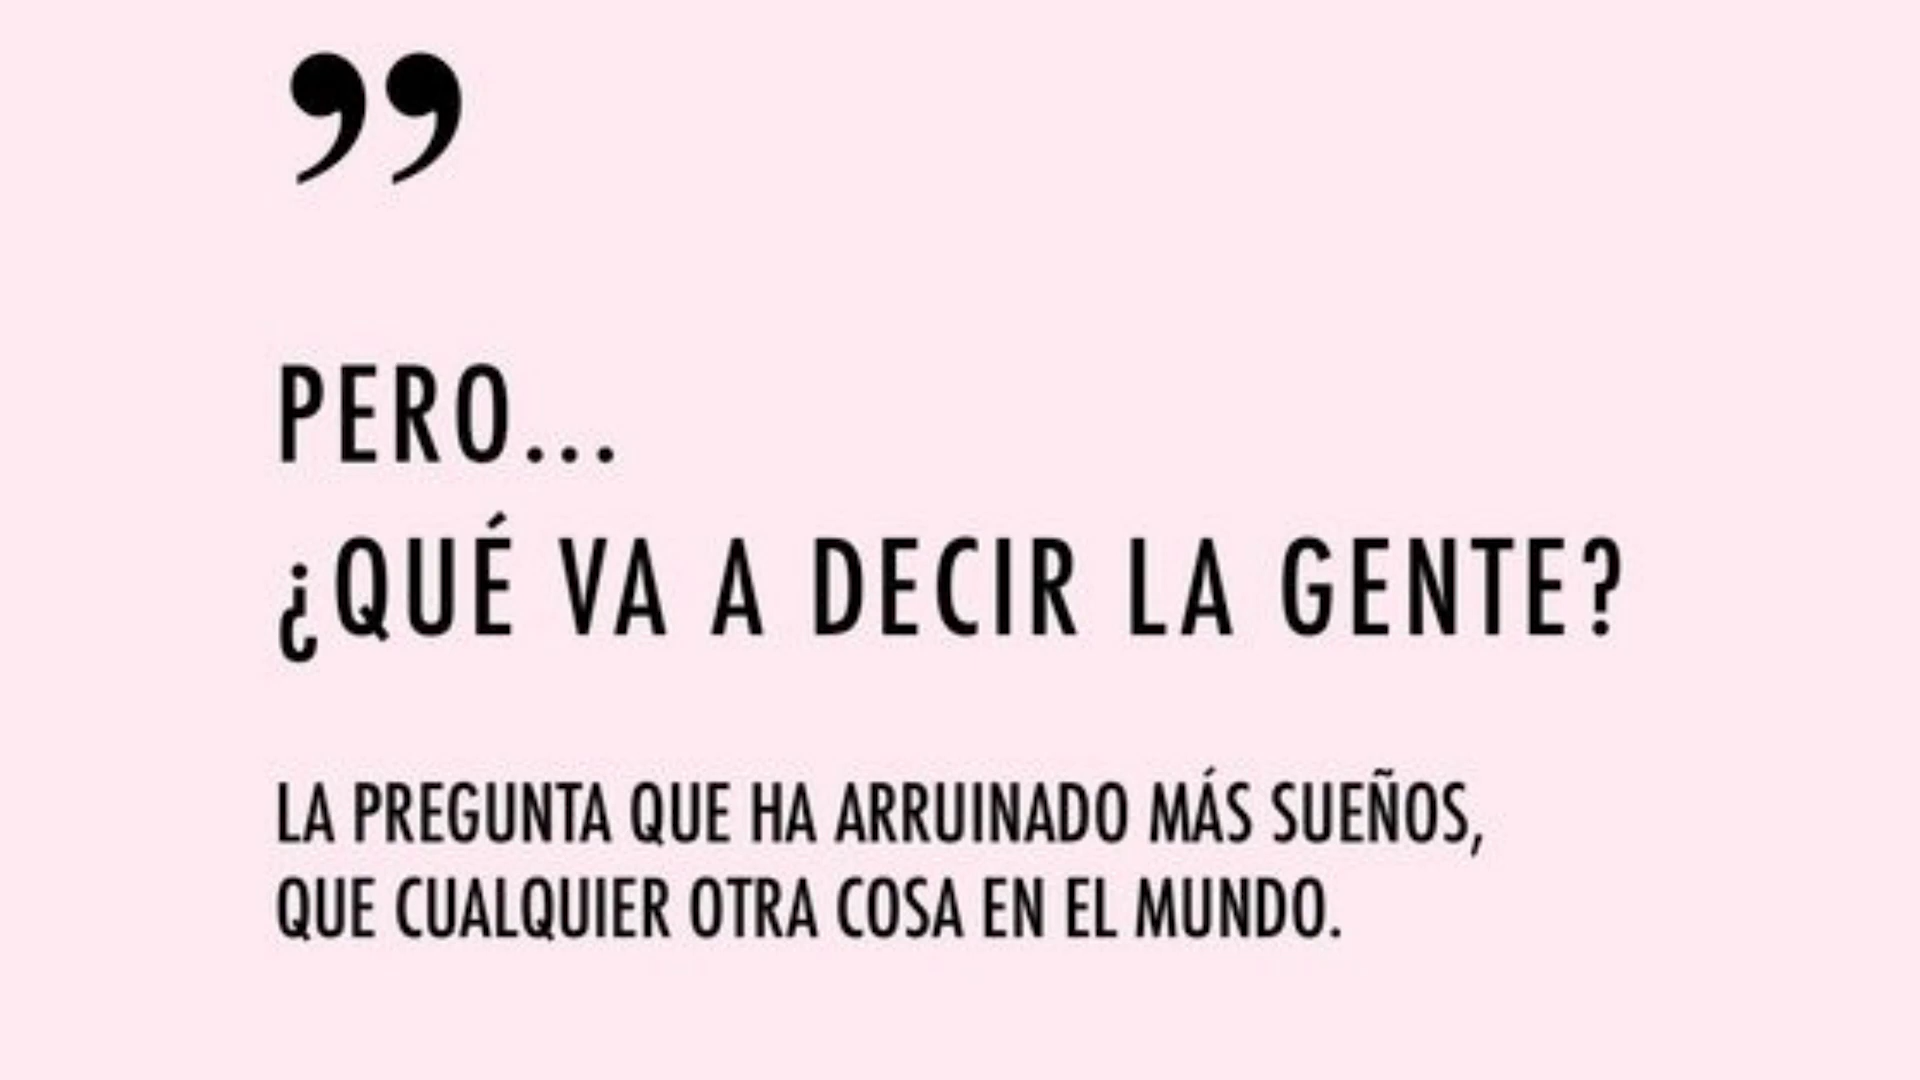 ”
PERO...
¿QUÉ VA A DECIR LA GENTE?
LA PREGUNTA QUE HA ARRUINADO MÁS SUEÑOS,
QUE CUALQUIER OTRA COSA EN EL MUNDO.